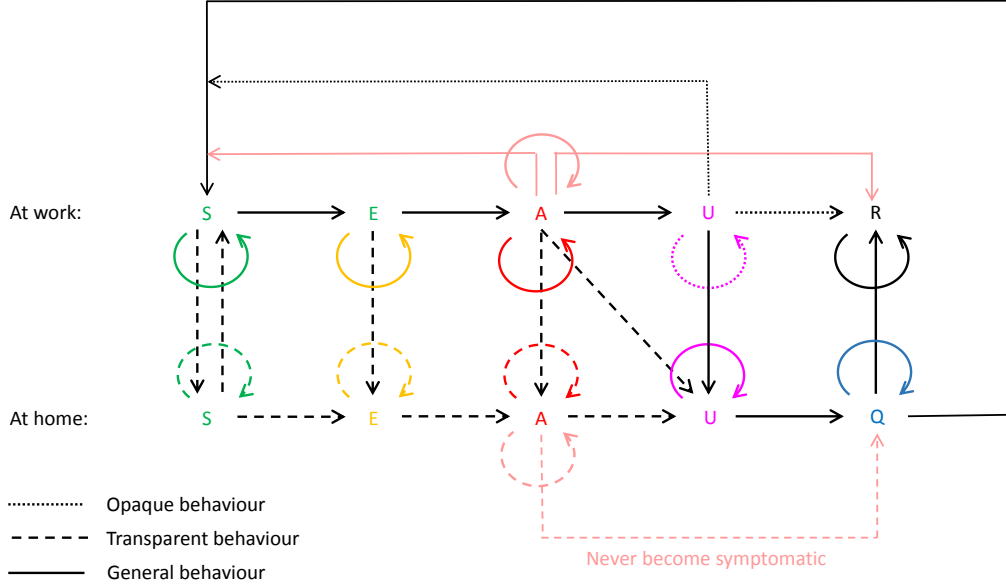 At work: S E A U R
At home: S E A U Q
Opaque behaviour
Transparent behaviour
Never become symptomatic
General behaviour